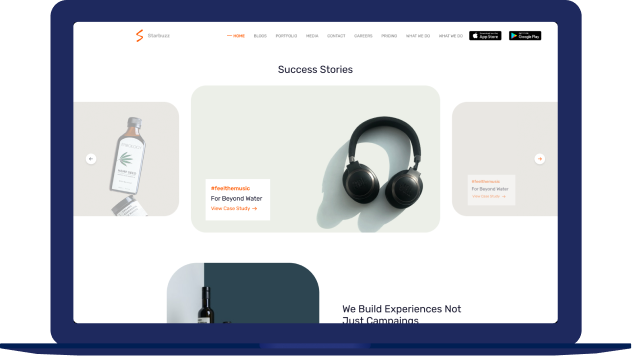 Starbuzz
HOME BLOGS PORTFOLIO MEDIA CONTACT CAREERS PRICING WHAT WE DO WHAT WE DO
App Store
Google Play
Success Stories
#feelthemusic
For Beyond Water
View Case Study →
#feelthemusic
For Beyond Water
View Case Study →
We Build Experiences Not
Just Campaings